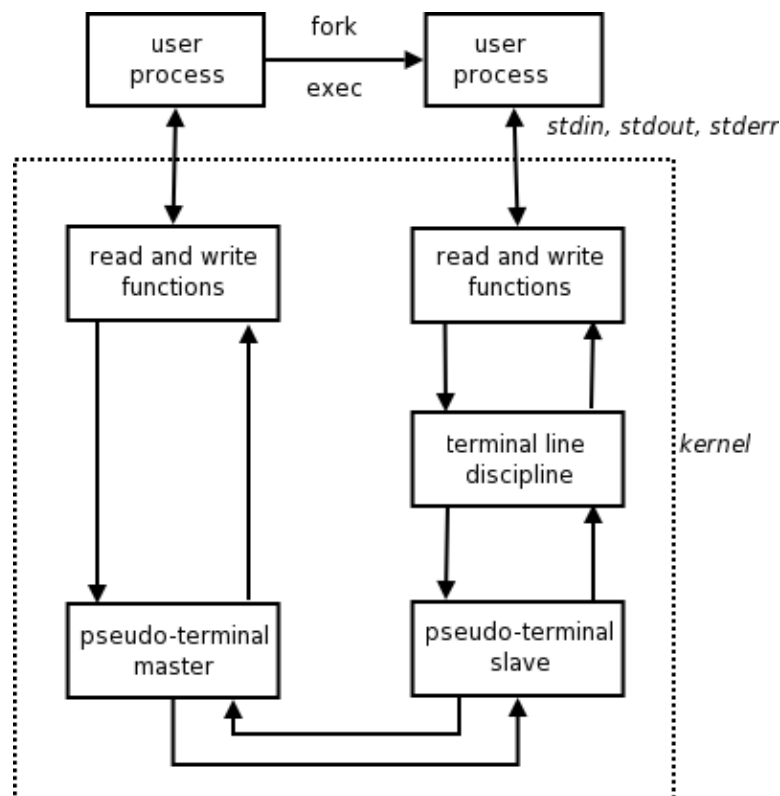 user
process
fork
exec
user
process
stdin, stdout, stderr
read and write
functions
read and write
functions
terminal line
discipline
kernel
pseudo-terminal
master
pseudo-terminal
slave